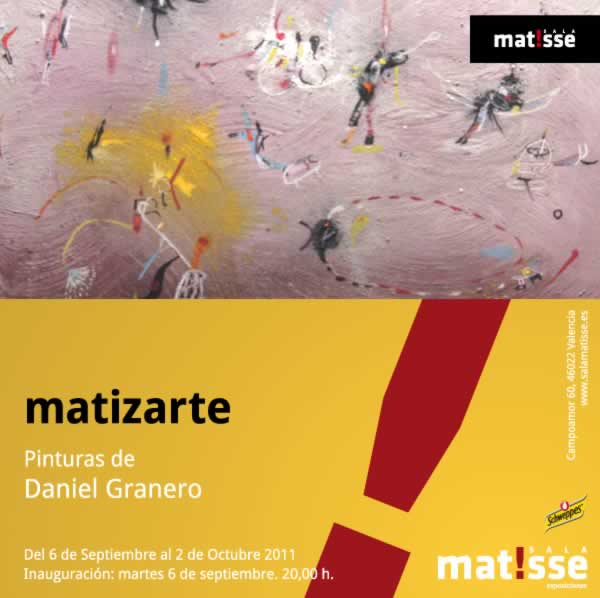 SALA
mat!sse
matizarte
Pinturas de
Daniel Granero
Del 6 de Septiembre al 2 de Octubre 2011
Inauguración: martes 6 de septiembre. 20,00 h.
Campoamor 60, 46022 Valencia
www.salamatisse.es
Schweppes
SALA
mat!sse
exposiciones